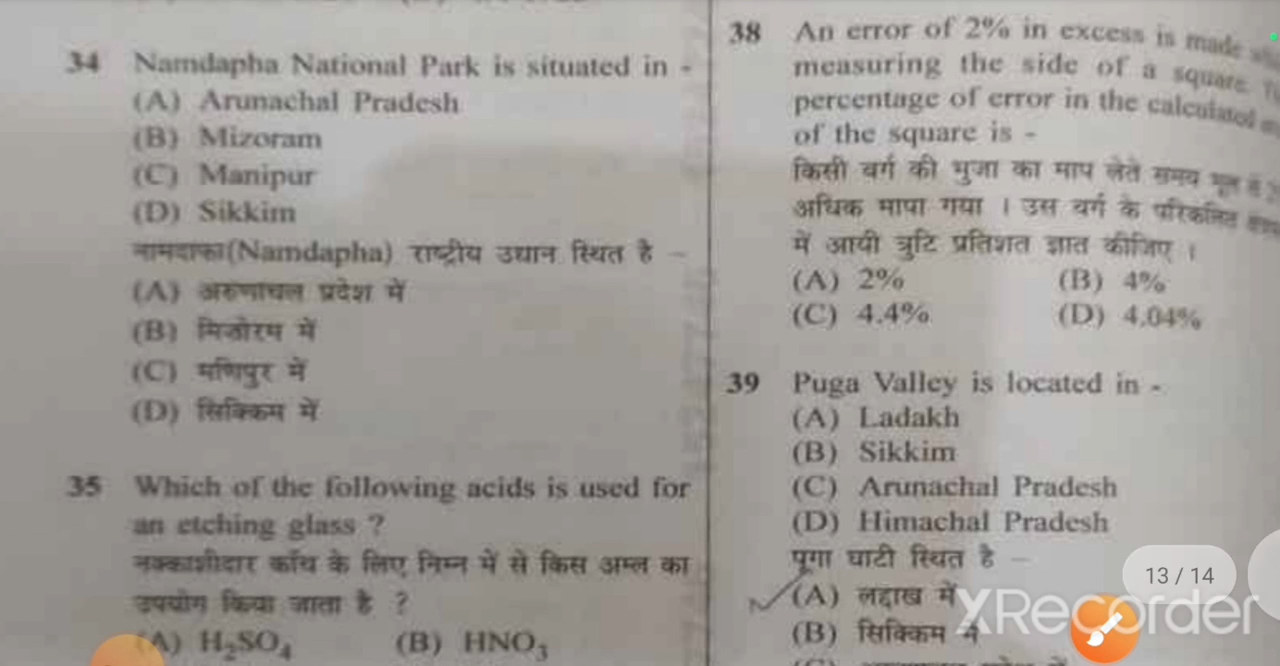 34 Namdapha National Park is situated in -
(A) Arunachal Pradesh
(B) Mizoram
(C) Manipur
(D) Sikkim
नामदाफा(Namdapha) राष्ट्रीय उद्यान स्थित है –
(A) अरुणाचल प्रदेश में
(B) मिजोरम में
(C) मणिपुर में
(D) सिक्किम में
35 Which of the following acids is used for
an etching glass ?
नक्काशीदार काँच के लिए निम्न में से किस अम्ल का
उपयोग किया जाता है ?
(A) H₂SO₄ (B) HNO₃
38 An error of 2% in excess is made
measuring the side of a square.
percentage of error in the calculated
of the square is -
किसी वर्ग की भुजा का माप लेते समय भूल से
अधिक मापा गया । उस वर्ग के परिकलित
में आयी त्रुटि प्रतिशत ज्ञात कीजिए ।
(A) 2% (B) 4%
(C) 4.4% (D) 4.04%
39 Puga Valley is located in -
(A) Ladakh
(B) Sikkim
(C) Arunachal Pradesh
(D) Himachal Pradesh
पूगा घाटी स्थित है –
(A) लद्दाख में
(B) सिक्किम में
13 / 14
XRecorder